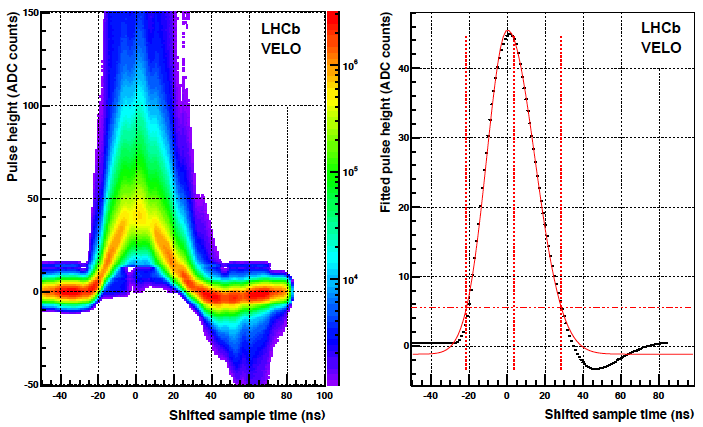 Pulse height (ADC counts)
150
100
50
0
-50
LHCb
VELO
10⁶
10⁵
10⁴
-40 -20 0 20 40 60 80 100
Shifted sample time (ns)
Fitted pulse height (ADC counts)
40
30
20
10
0
LHCb
VELO
-40 -20 0 20 40 60 80
Shifted sample time (ns)